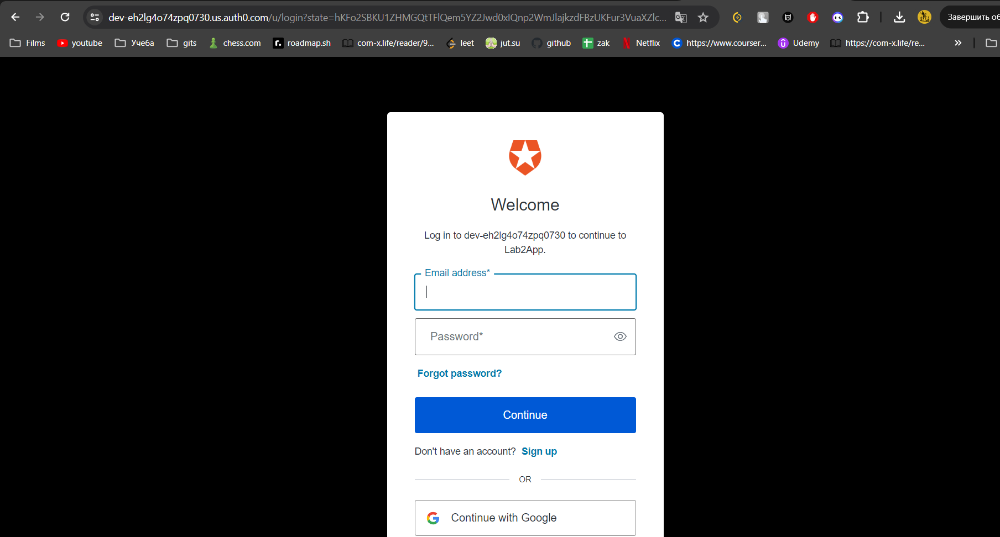 dev-eh2lg4o74zpq0730.us.auth0.com/u/login?state=hKFo2SBKU1ZHMGQtTFlQem5YZ2Jwd0xIQnp2WmJlajkzdFBzUKFur3VuaXZlc...
Завершить об
Films youtube Учеба gits chess.com roadmap.sh com-x.life/reader/9... leet jut.su github zak Netflix https://www.courser... Udemy https://com-x.life/re... »
Welcome
Log in to dev-eh2lg4o74zpq0730 to continue to
Lab2App.
Email address*
Password*
Forgot password?
Continue
Don't have an account? Sign up
OR
Continue with Google